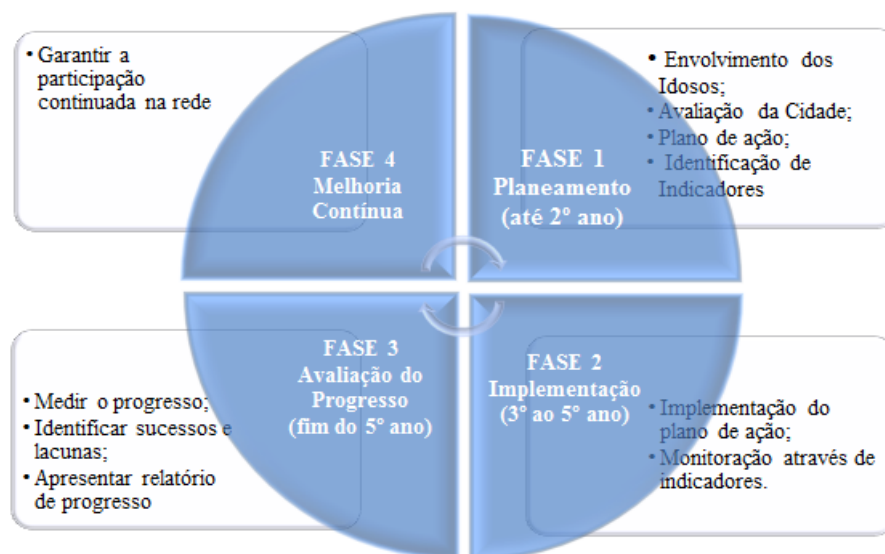 • Garantir a
participação
continuada na rede
FASE 4
Melhoria
Contínua
FASE 1
Planeamento
(até 2º ano)
• Envolvimento dos
Idosos;
• Avaliação da Cidade;
• Plano de ação;
• Identificação de
Indicadores
FASE 3
Avaliação do
Progresso
(fim do 5º ano)
• Medir o progresso;
• Identificar sucessos e
lacunas;
• Apresentar relatório
de progresso
FASE 2
Implementação
(3º ao 5º ano)
• Implementação do
plano de ação;
• Monitoração através de
indicadores.